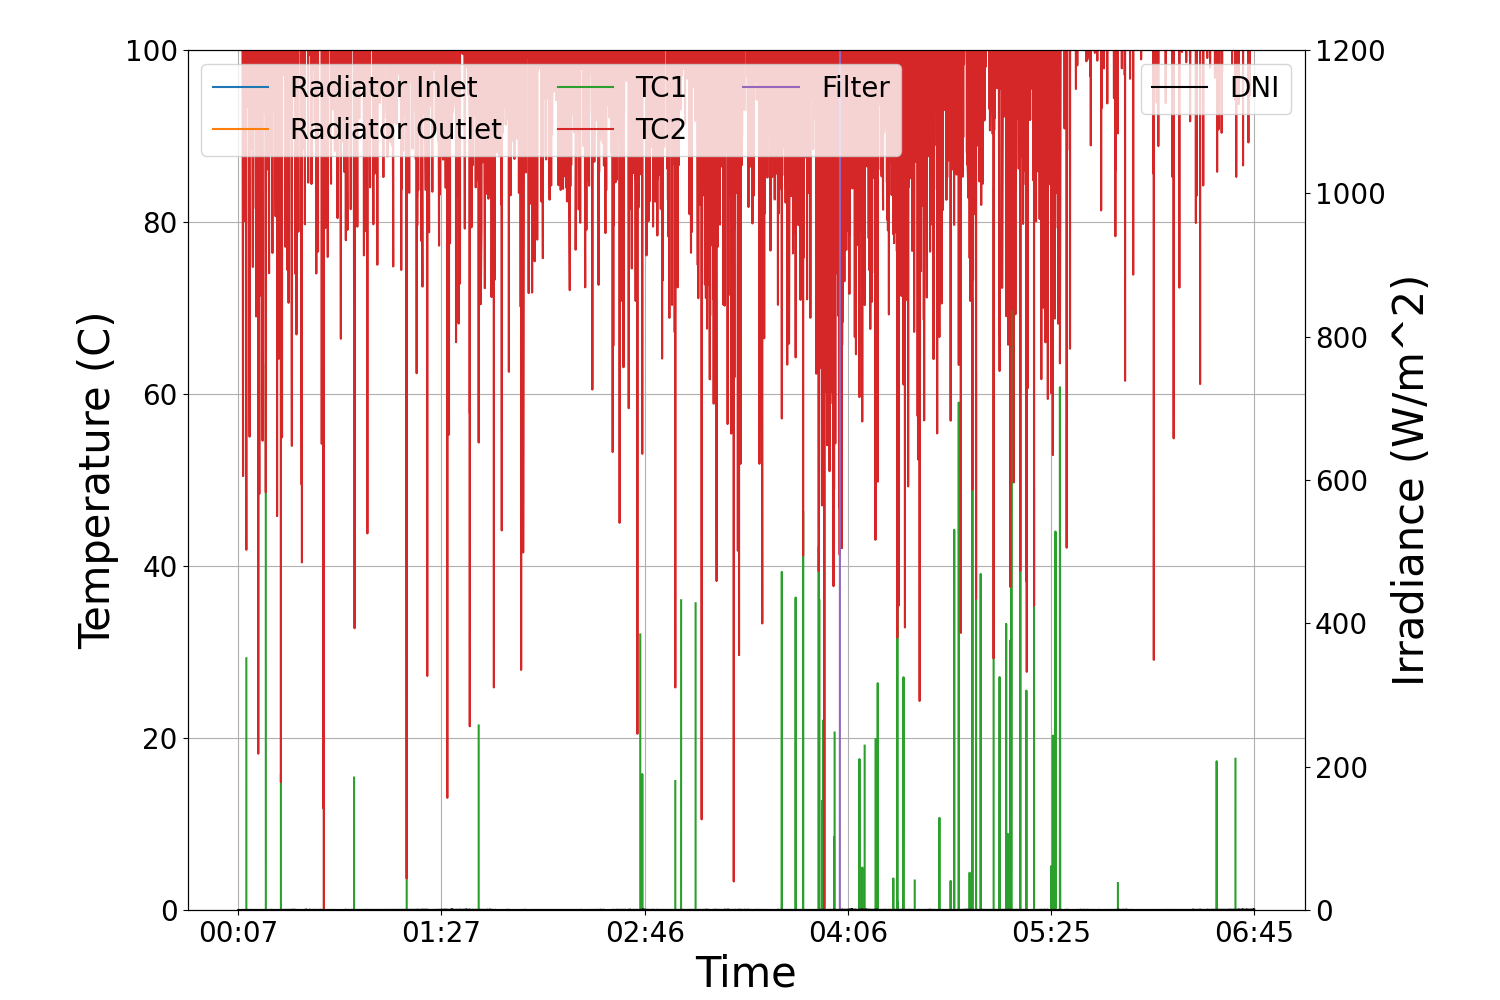 100
80
60
40
20
0
Temperature (C)
Radiator Inlet
Radiator Outlet
TC1
TC2
Filter
DNI
1200
1000
800
600
400
200
0
Irradiance (W/m^2)
00:07
01:27
02:46
04:06
05:25
06:45
Time